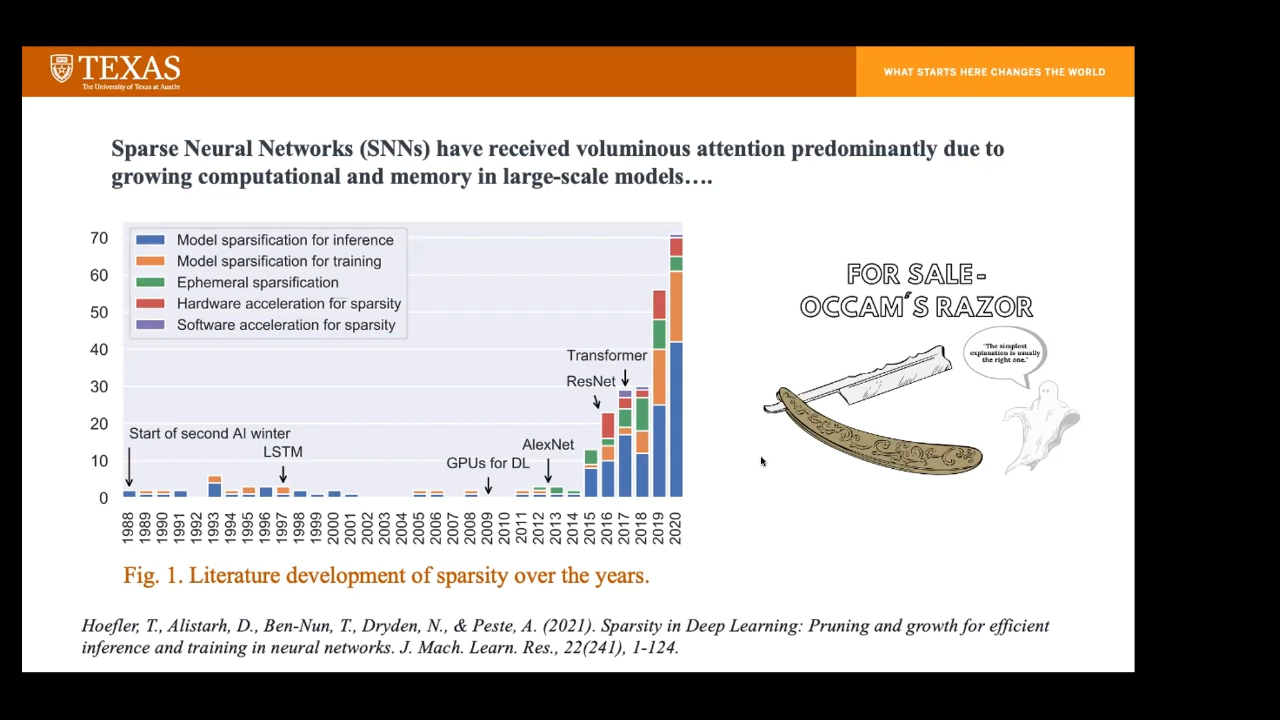 TEXAS
The University of Texas at Austin
WHAT STARTS HERE CHANGES THE WORLD
Sparse Neural Networks (SNNs) have received voluminous attention predominantly due to
growing computational and memory in large-scale models….
70
60
50
40
30
20
10
0
Model sparsification for inference
Model sparsification for training
Ephemeral sparsification
Hardware acceleration for sparsity
Software acceleration for sparsity
Start of second AI winter
LSTM
GPUs for DL
AlexNet
ResNet
Transformer
1988
1989
1990
1991
1992
1993
1994
1995
1996
1997
1998
1999
2000
2001
2002
2003
2004
2005
2006
2007
2008
2009
2010
2011
2012
2013
2014
2015
2016
2017
2018
2019
2020
FOR SALE-
OCCAM'S RAZOR
"The simplest
explanation is usually
the right one."
Fig. 1. Literature development of sparsity over the years.
Hoefler, T., Alistarh, D., Ben-Nun, T., Dryden, N., & Peste, A. (2021). Sparsity in Deep Learning: Pruning and growth for efficient
inference and training in neural networks. J. Mach. Learn. Res., 22(241), 1-124.